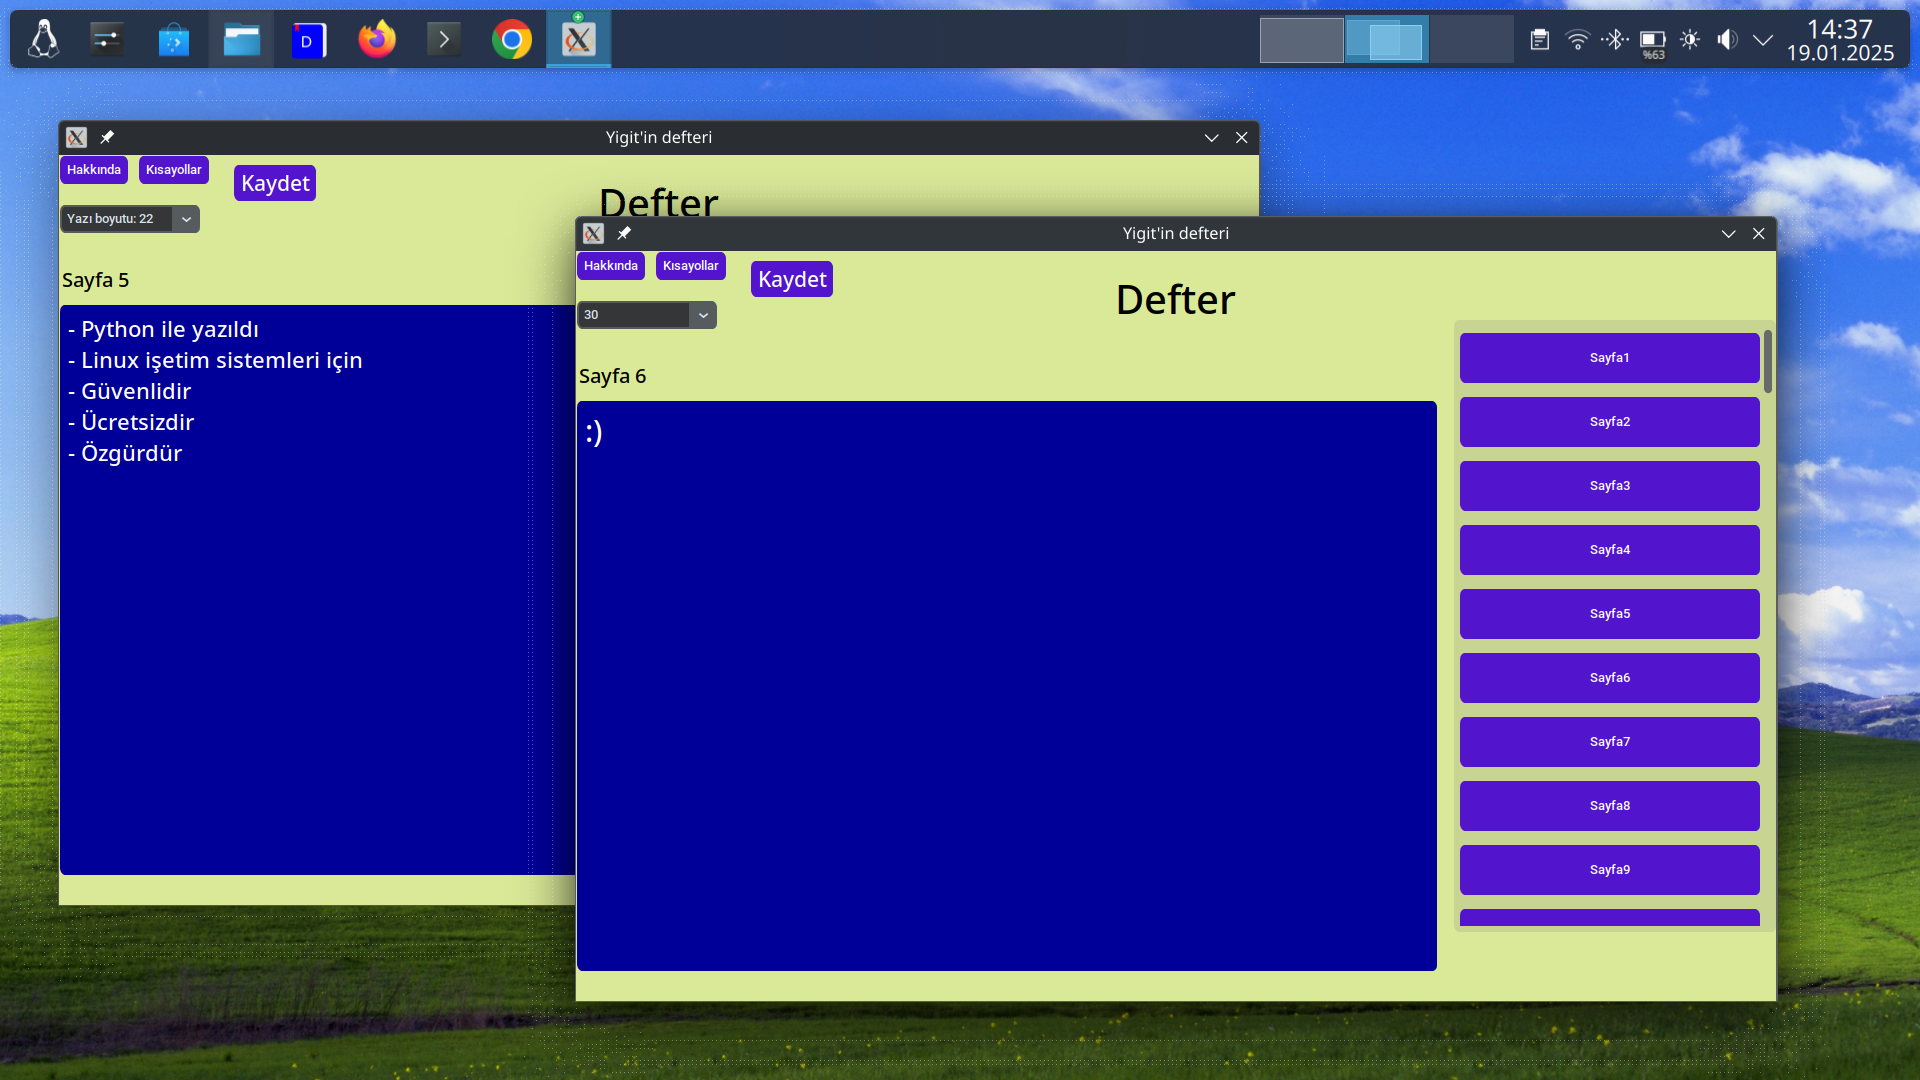 D
%63
14:37
19.01.2025
Yigit'in defteri
Hakkında Kısayollar Kaydet
Defter
Yazı boyutu: 22
Sayfa 5
- Python ile yazıldı
- Linux işetim sistemleri için
- Güvenlidir
- Ücretsizdir
- Özgürdür
Yigit'in defteri
Hakkında Kısayollar Kaydet
Defter
30
Sayfa 6
:)
Sayfa1
Sayfa2
Sayfa3
Sayfa4
Sayfa5
Sayfa6
Sayfa7
Sayfa8
Sayfa9